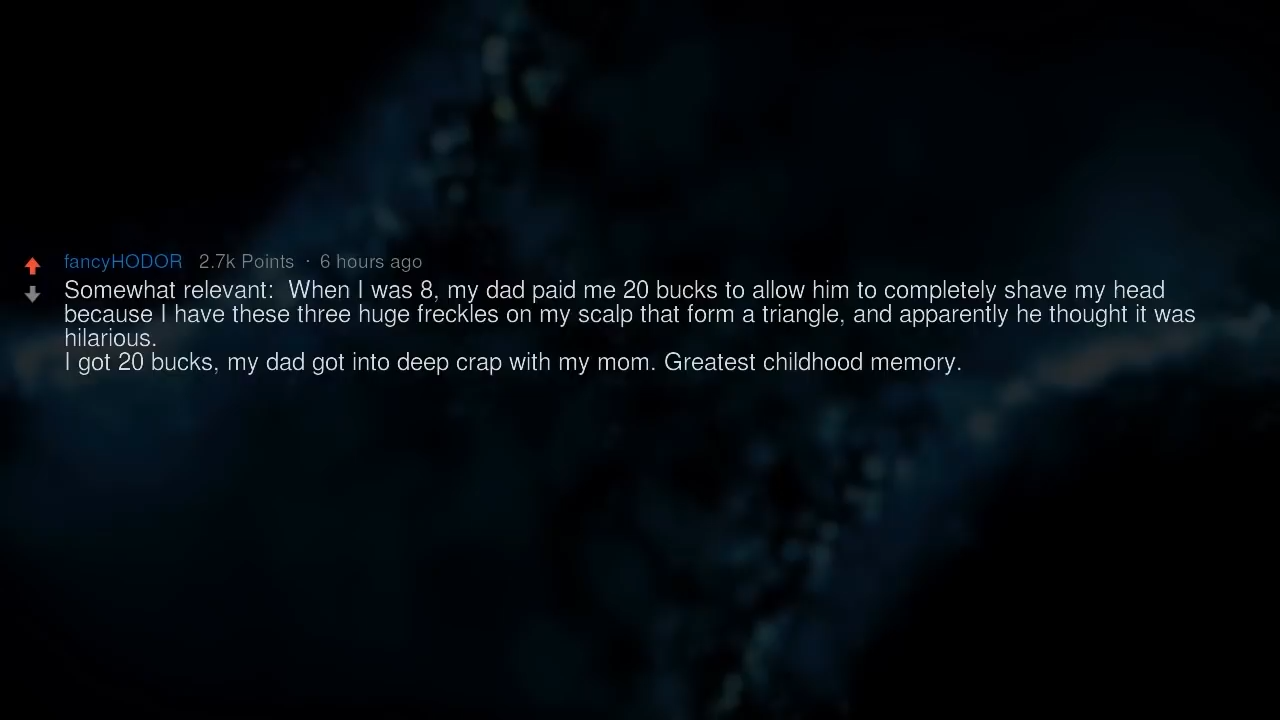 fancyHODOR 2.7k Points · 6 hours ago
Somewhat relevant:  When I was 8, my dad paid me 20 bucks to allow him to completely shave my head
because I have these three huge freckles on my scalp that form a triangle, and apparently he thought it was
hilarious.
I got 20 bucks, my dad got into deep crap with my mom. Greatest childhood memory.